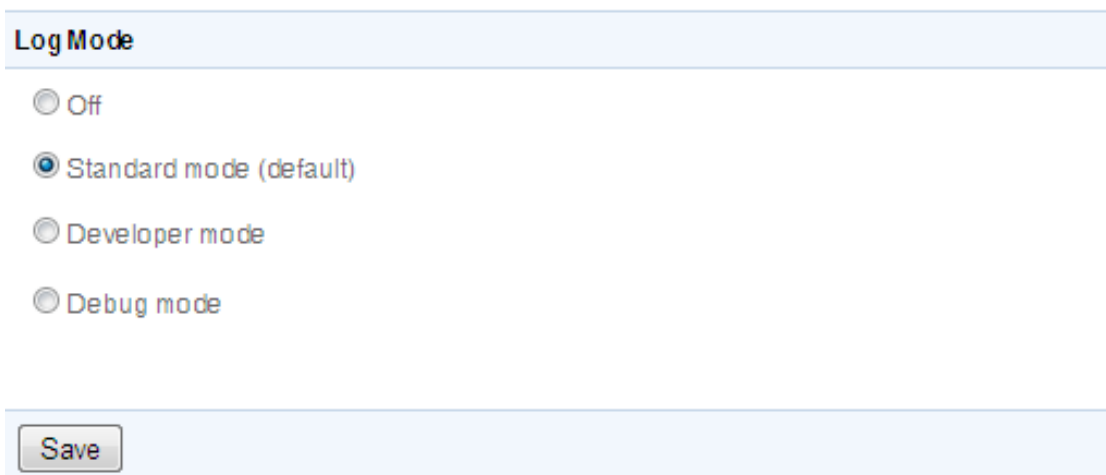 Log Mode
Off
Standard mode (default)
Developer mode
Debug mode
Save